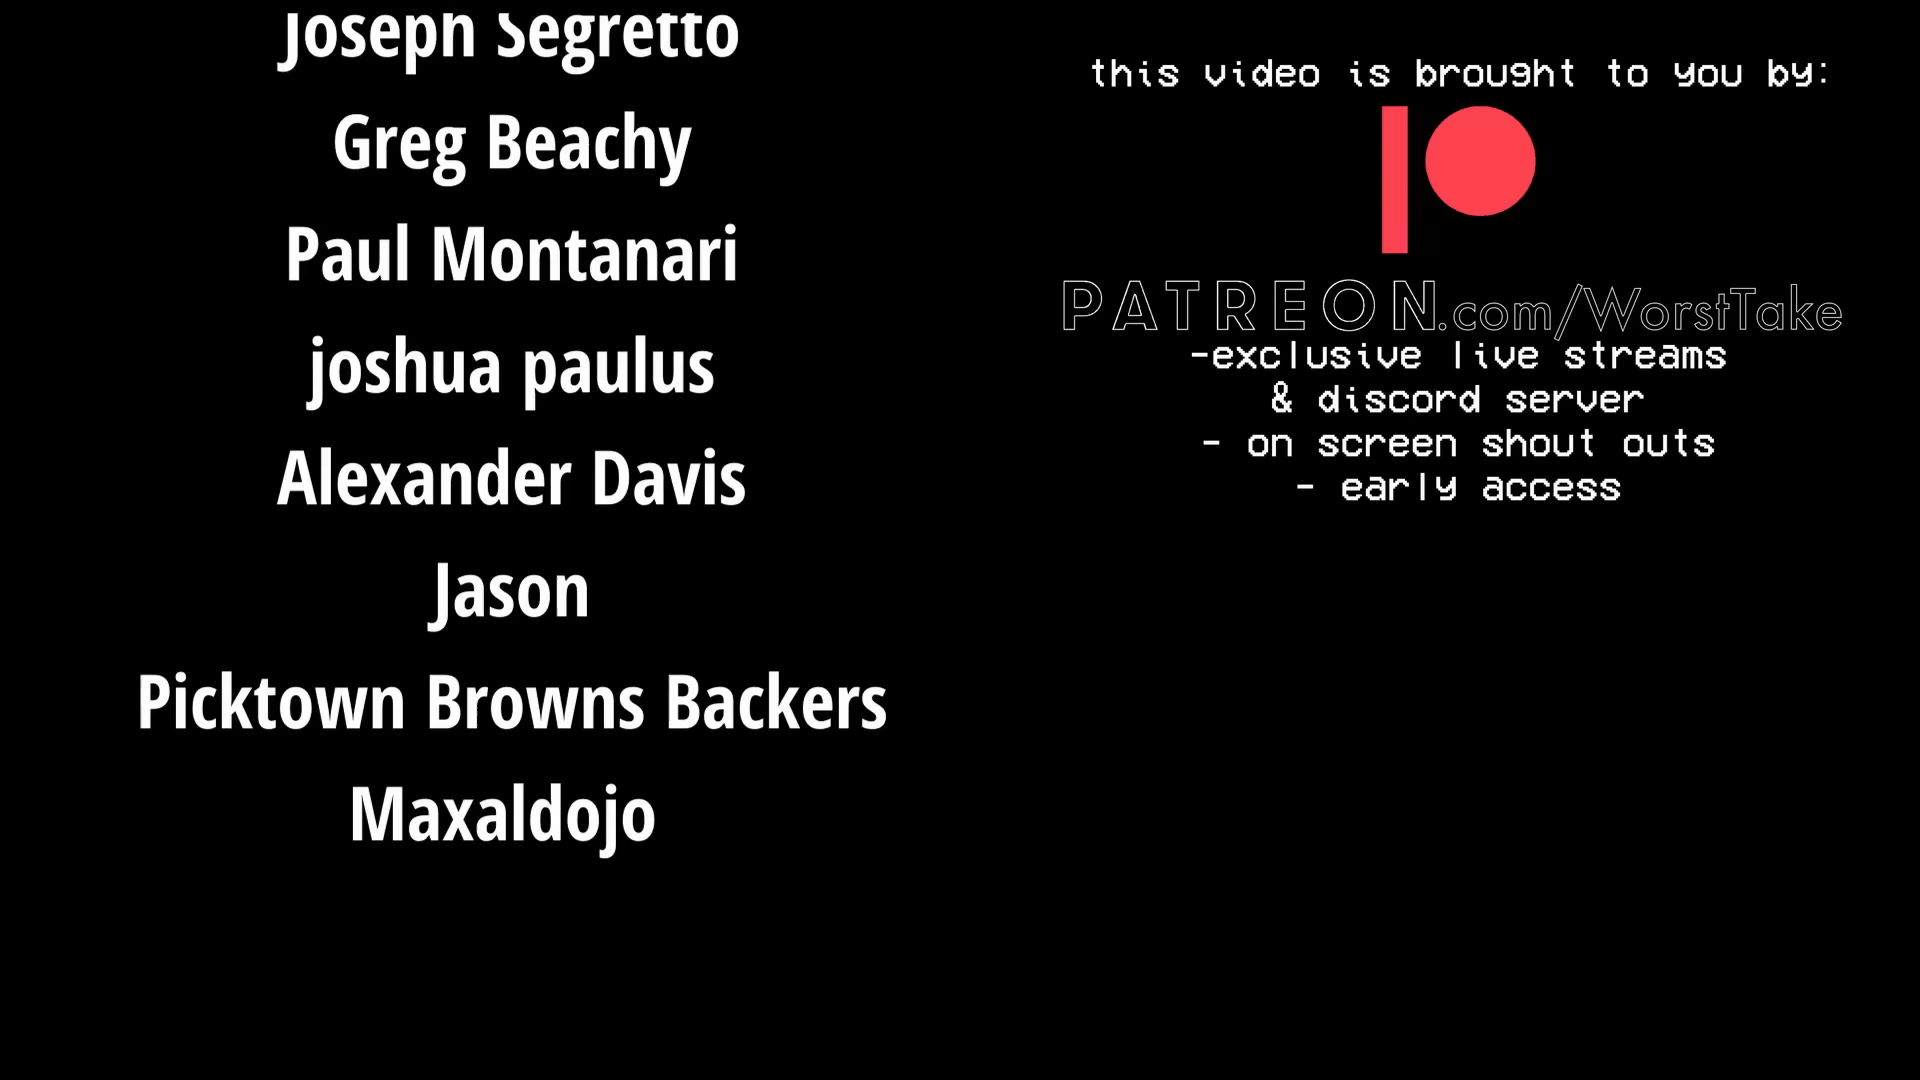 Joseph Segretto
Greg Beachy
Paul Montanari
joshua paulus
Alexander Davis
Jason
Picktown Browns Backers
Maxaldojo
this video is brought to you by:
PATREON.com/WorstTake
-exclusive live streams
& discord server
- on screen shout outs
- early access